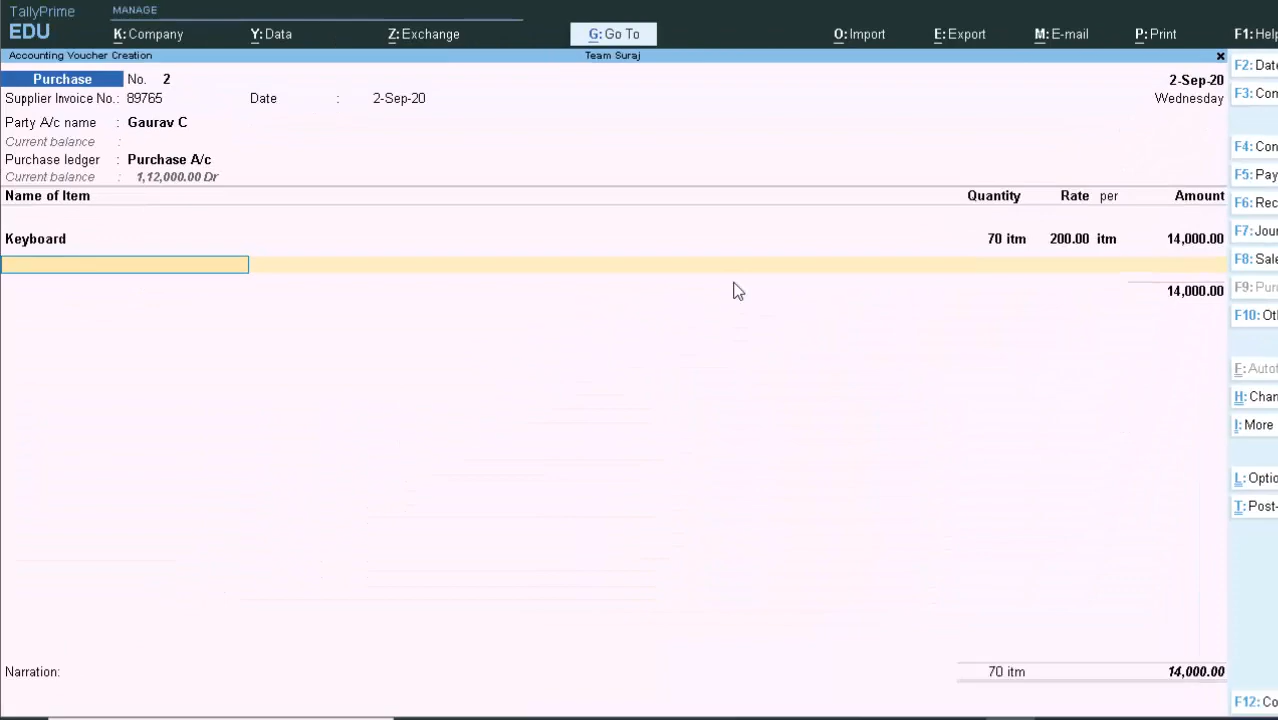 TallyPrime MANAGE
EDU K: Company Y: Data Z: Exchange G: Go To O: Import E: Export M: E-mail P: Print F1: Help
Accounting Voucher Creation Team Suraj x
Purchase No. 2 2-Sep-20
Supplier Invoice No.: 89765 Date : 2-Sep-20 Wednesday
Party A/c name : Gaurav C
Current balance :
Purchase ledger : Purchase A/c
Current balance : 1,12,000.00 Dr
Name of Item Quantity Rate per Amount
Keyboard 70 itm 200.00 itm 14,000.00
14,000.00
Narration: 70 itm 14,000.00
F2: Date
F3: Com
F4: Con
F5: Pay
F6: Rec
F7: Jour
F8: Sale
F9: Pur
F10: Ot
F: Autof
H: Chan
I: More
L: Optio
T: Post-
F12: Co